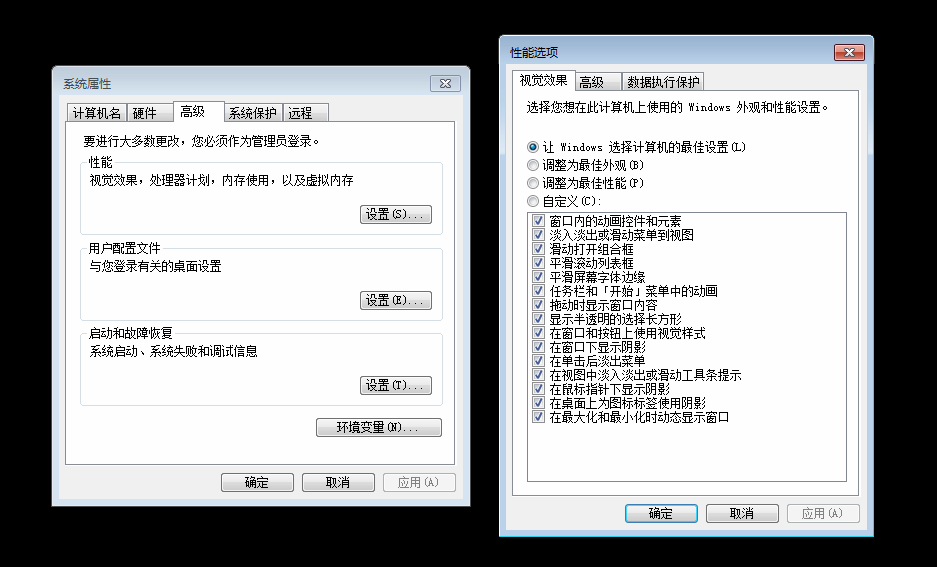 系统属性
计算机名 硬件 高级 系统保护 远程
要进行大多数更改，您必须作为管理员登录。
性能
视觉效果，处理器计划，内存使用，以及虚拟内存
设置(S)...
用户配置文件
与您登录有关的桌面设置
设置(E)...
启动和故障恢复
系统启动、系统失败和调试信息
设置(T)...
环境变量(N)...
确定 取消 应用(A)
性能选项
视觉效果 高级 数据执行保护
选择您想在此计算机上使用的 Windows 外观和性能设置。
让 Windows 选择计算机的最佳设置(L)
调整为最佳外观(B)
调整为最佳性能(P)
自定义(C):
窗口内的动画控件和元素
淡入淡出或滑动菜单到视图
滑动打开组合框
平滑滚动列表框
平滑屏幕字体边缘
任务栏和「开始」菜单中的动画
拖动时显示窗口内容
显示半透明的选择长方形
在窗口和按钮上使用视觉样式
在窗口下显示阴影
在单击后淡出菜单
在视图中淡入淡出或滑动工具条提示
在鼠标指针下显示阴影
在桌面上为图标标签使用阴影
在最大化和最小化时动态显示窗口
确定 取消 应用(A)